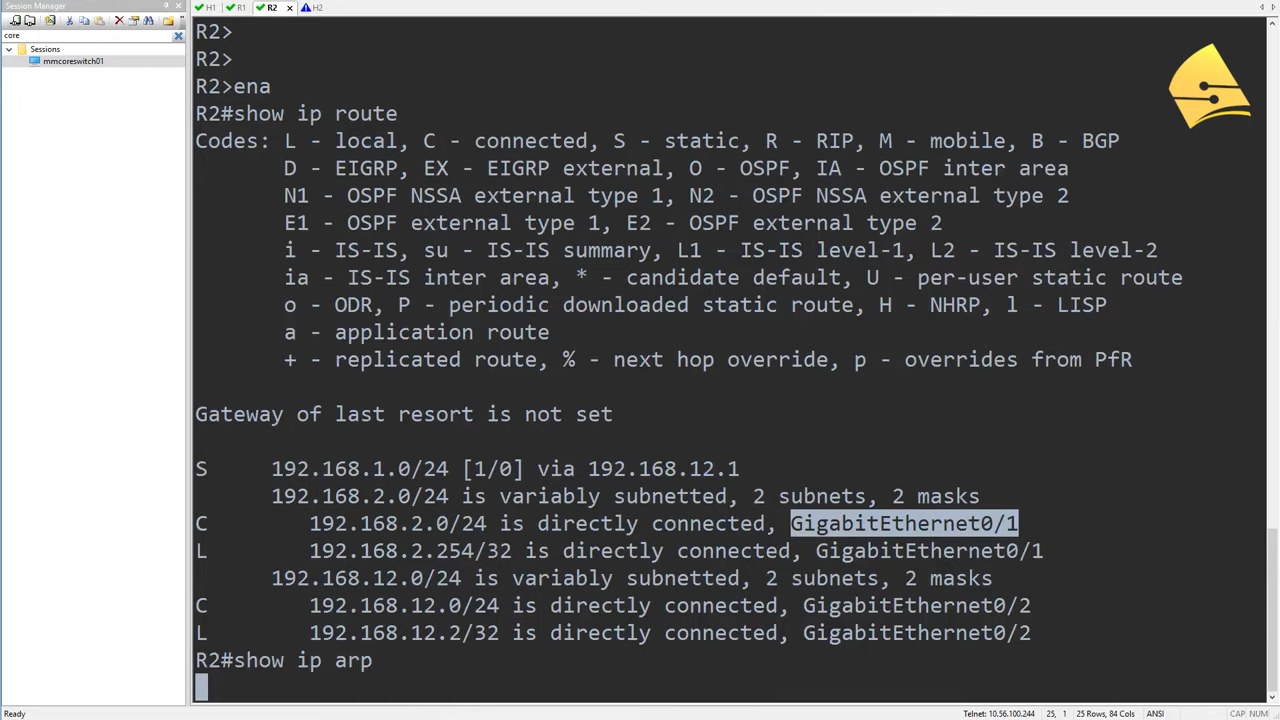 Session Manager
H1
R1
R2
H2
core
Sessions
mmcoreswitch01
R2>
R2>
R2>ena
R2#show ip route
Codes: L - local, C - connected, S - static, R - RIP, M - mobile, B - BGP
D - EIGRP, EX - EIGRP external, O - OSPF, IA - OSPF inter area
N1 - OSPF NSSA external type 1, N2 - OSPF NSSA external type 2
E1 - OSPF external type 1, E2 - OSPF external type 2
i - IS-IS, su - IS-IS summary, L1 - IS-IS level-1, L2 - IS-IS level-2
ia - IS-IS inter area, * - candidate default, U - per-user static route
o - ODR, P - periodic downloaded static route, H - NHRP, l - LISP
a - application route
+ - replicated route, % - next hop override, p - overrides from PfR
Gateway of last resort is not set
S 192.168.1.0/24 [1/0] via 192.168.12.1
192.168.2.0/24 is variably subnetted, 2 subnets, 2 masks
C 192.168.2.0/24 is directly connected, GigabitEthernet0/1
L 192.168.2.254/32 is directly connected, GigabitEthernet0/1
192.168.12.0/24 is variably subnetted, 2 subnets, 2 masks
C 192.168.12.0/24 is directly connected, GigabitEthernet0/2
L 192.168.12.2/32 is directly connected, GigabitEthernet0/2
R2#show ip arp
Ready
Telnet: 10.56.100.244
25, 1
25 Rows, 84 Cols
ANSI
CAP NUM